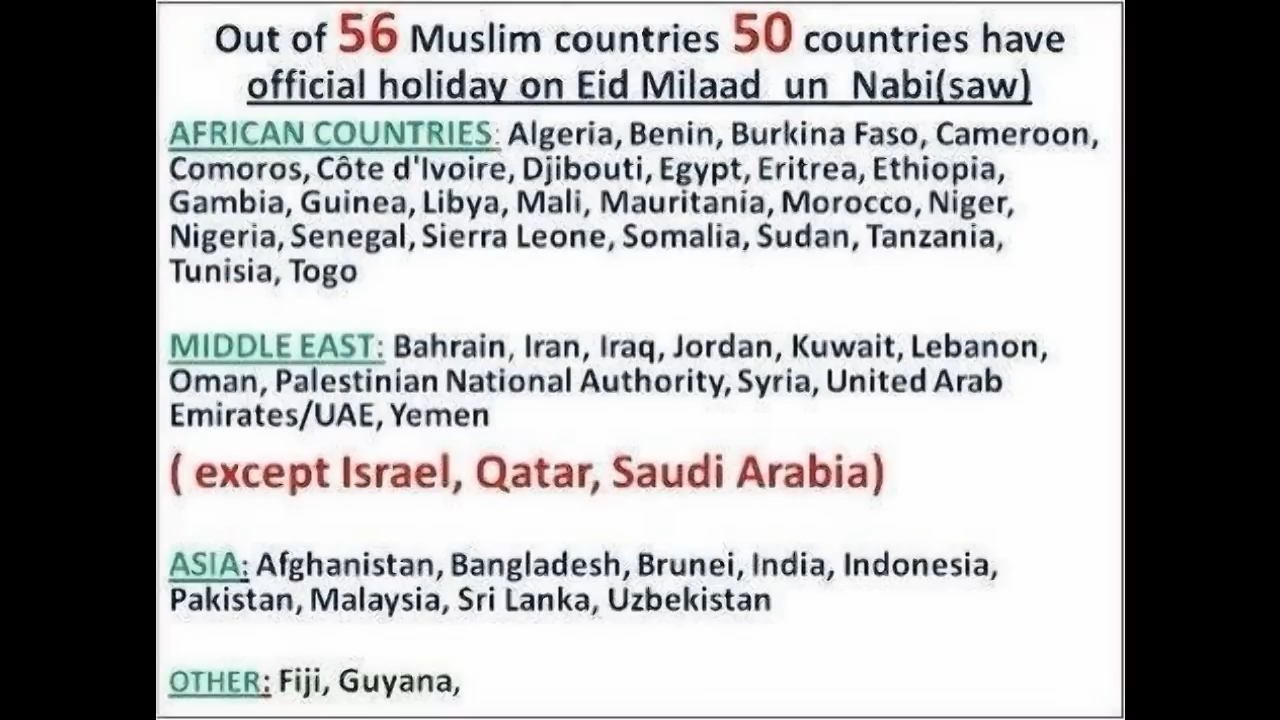 Out of 56 Muslim countries 50 countries have
official holiday on Eid Milaad un Nabi(saw)
AFRICAN COUNTRIES: Algeria, Benin, Burkina Faso, Cameroon,
Comoros, Côte d'Ivoire, Djibouti, Egypt, Eritrea, Ethiopia,
Gambia, Guinea, Libya, Mali, Mauritania, Morocco, Niger,
Nigeria, Senegal, Sierra Leone, Somalia, Sudan, Tanzania,
Tunisia, Togo
MIDDLE EAST: Bahrain, Iran, Iraq, Jordan, Kuwait, Lebanon,
Oman, Palestinian National Authority, Syria, United Arab
Emirates/UAE, Yemen
( except Israel, Qatar, Saudi Arabia)
ASIA: Afghanistan, Bangladesh, Brunei, India, Indonesia,
Pakistan, Malaysia, Sri Lanka, Uzbekistan
OTHER: Fiji, Guyana,